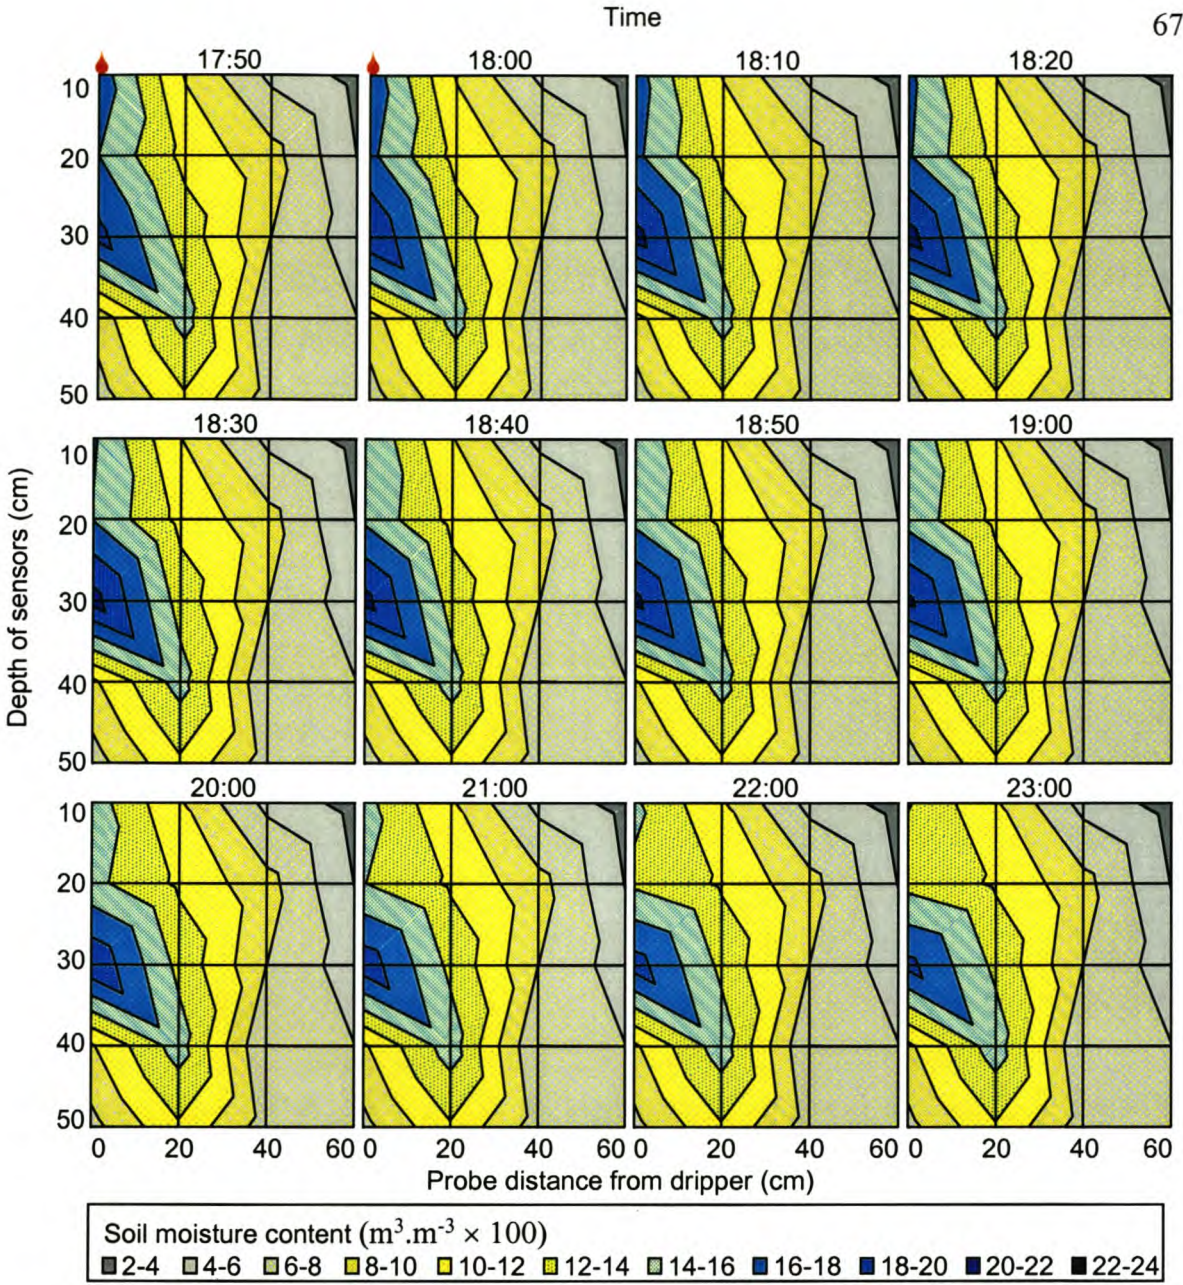 Time
67
17:50 18:00 18:10 18:20
10
20
30
40
50
18:30 18:40 18:50 19:00
10
20
30
40
50
20:00 21:00 22:00 23:00
10
20
30
40
50
Depth of sensors (cm)
0 20 40 60 0 20 40 60 0 20 40 60 0 20 40 60
Probe distance from dripper (cm)
Soil moisture content (m³.m⁻³ × 100)
2-4 4-6 6-8 8-10 10-12 12-14 14-16 16-18 18-20 20-22 22-24